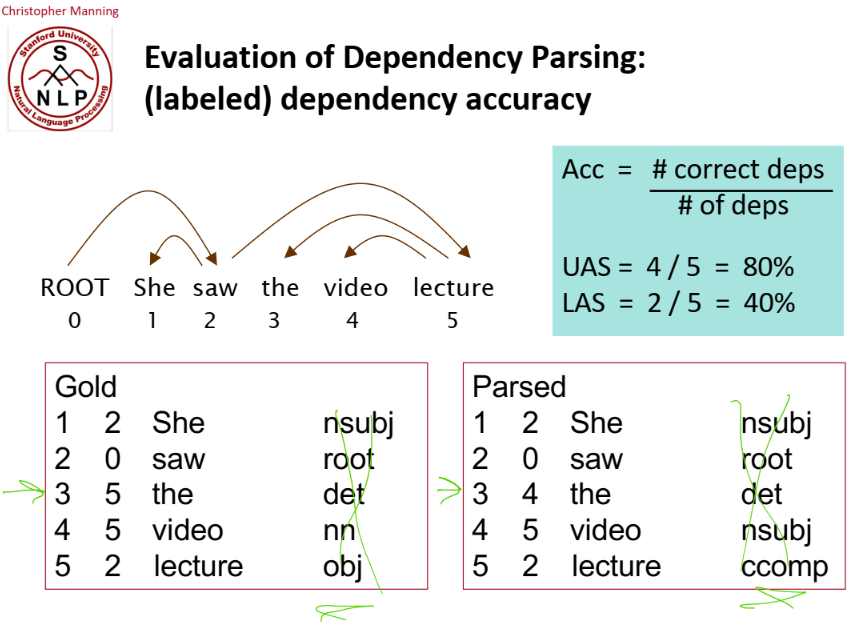 Christopher Manning
Stanford University
S
NLP
Natural Language Processing
Evaluation of Dependency Parsing:
(labeled) dependency accuracy
Acc = # correct deps
# of deps
UAS = 4 / 5 = 80%
LAS = 2 / 5 = 40%
ROOT She saw the video lecture
0 1 2 3 4 5
Gold
1 2 She nsubj
2 0 saw root
3 5 the det
4 5 video nn
5 2 lecture obj
Parsed
1 2 She nsubj
2 0 saw root
3 4 the det
4 5 video nsubj
5 2 lecture ccomp